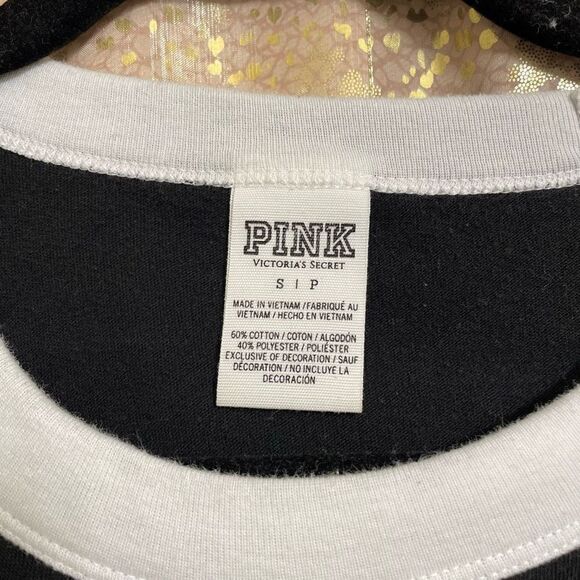 PINK
VICTORIA'S SECRET
S | P
MADE IN VIETNAM / FABRIQUÉ AU
VIETNAM / HECHO EN VIETNAM
60% COTTON / COTON / ALGODÓN
40% POLYESTER / POLIÉSTER
EXCLUSIVE OF DECORATION / SAUF
DÉCORATION / NO INCLUYE LA
DECORACIÓN